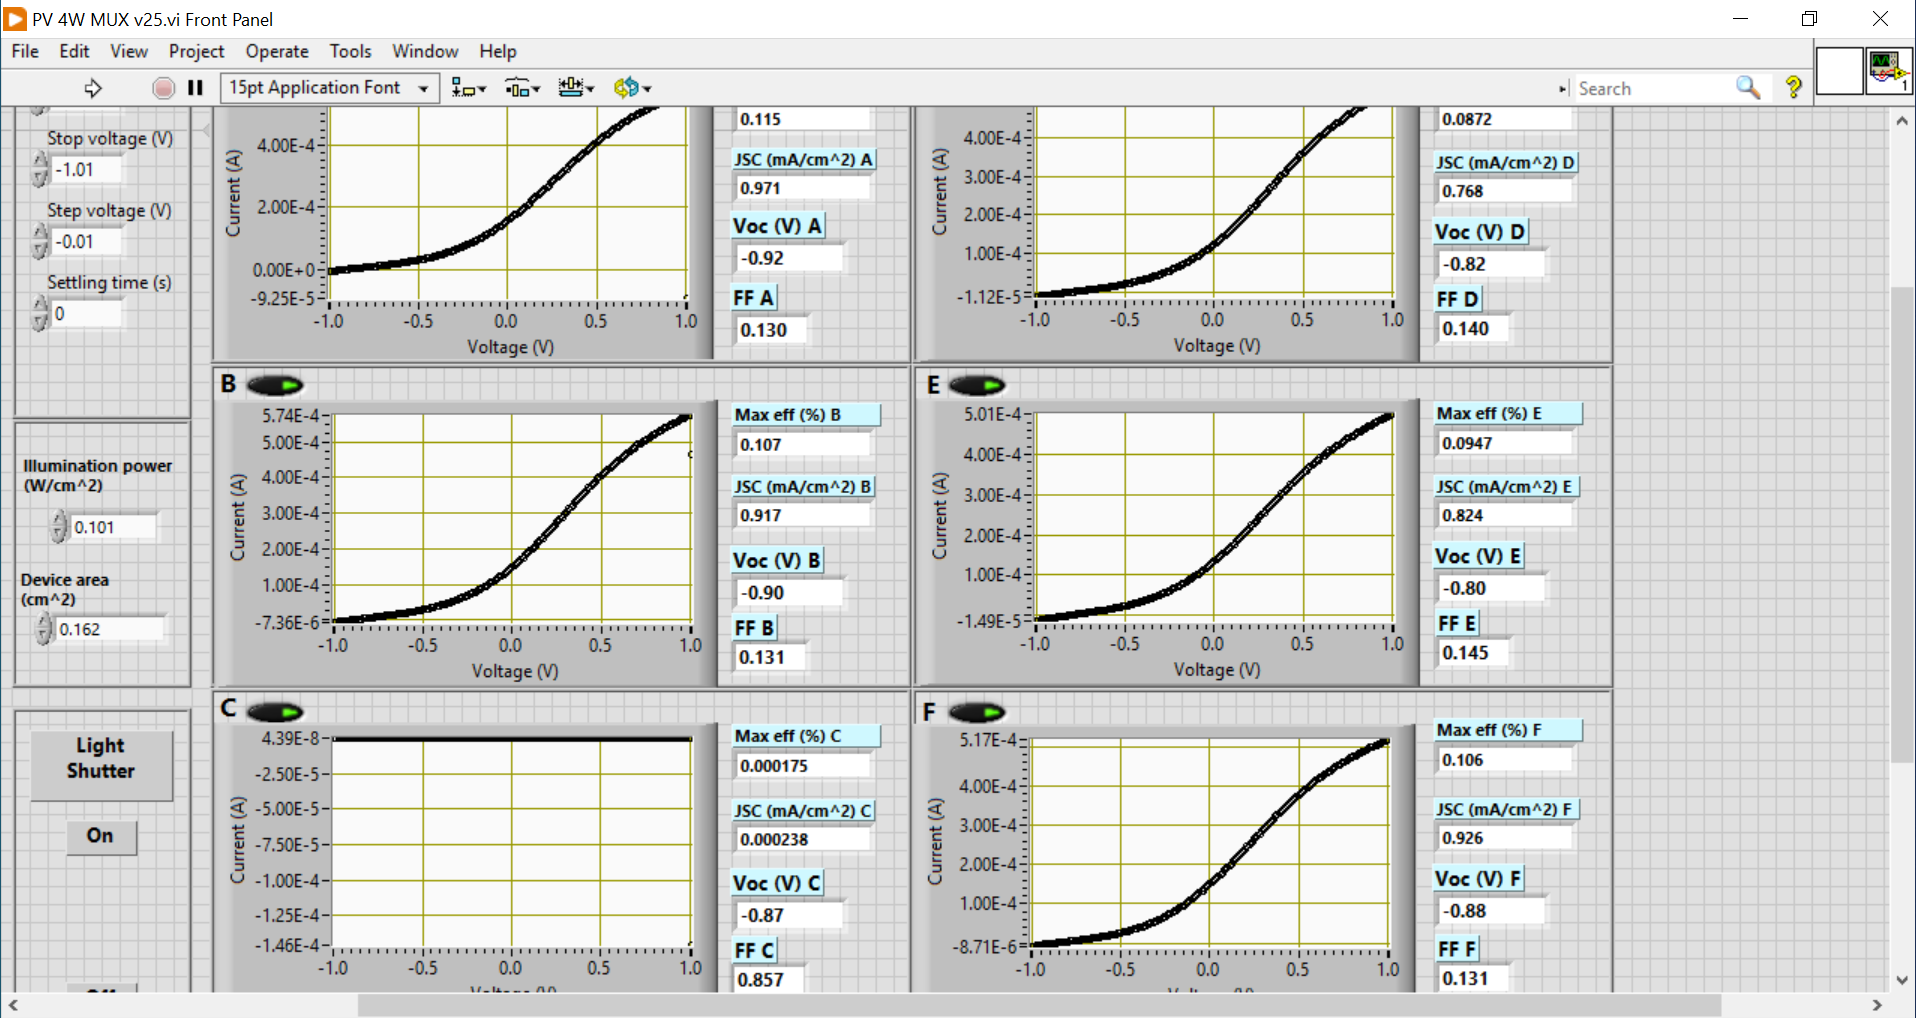 PV 4W MUX v25.vi Front Panel
File Edit View Project Operate Tools Window Help
15pt Application Font
Search
1
Stop voltage (V)
-1.01
Step voltage (V)
-0.01
Settling time (s)
0
Illumination power
(W/cm^2)
0.101
Device area
(cm^2)
0.162
Light
Shutter
On
4.00E-4
2.00E-4
0.00E+0
-9.25E-5
Current (A)
-1.0 -0.5 0.0 0.5 1.0
Voltage (V)
0.115
JSC (mA/cm^2) A
0.971
Voc (V) A
-0.92
FF A
0.130
4.00E-4
3.00E-4
2.00E-4
1.00E-4
-1.12E-5
Current (A)
-1.0 -0.5 0.0 0.5 1.0
Voltage (V)
0.0872
JSC (mA/cm^2) D
0.768
Voc (V) D
-0.82
FF D
0.140
B
5.74E-4
5.00E-4
4.00E-4
3.00E-4
2.00E-4
1.00E-4
-7.36E-6
Current (A)
-1.0 -0.5 0.0 0.5 1.0
Voltage (V)
Max eff (%) B
0.107
JSC (mA/cm^2) B
0.917
Voc (V) B
-0.90
FF B
0.131
E
5.01E-4
4.00E-4
3.00E-4
2.00E-4
1.00E-4
-1.49E-5
Current (A)
-1.0 -0.5 0.0 0.5 1.0
Voltage (V)
Max eff (%) E
0.0947
JSC (mA/cm^2) E
0.824
Voc (V) E
-0.80
FF E
0.145
C
4.39E-8
-2.50E-5
-5.00E-5
-7.50E-5
-1.00E-4
-1.25E-4
-1.46E-4
Current (A)
-1.0 -0.5 0.0 0.5 1.0
Max eff (%) C
0.000175
JSC (mA/cm^2) C
0.000238
Voc (V) C
-0.87
FF C
0.857
F
5.17E-4
4.00E-4
3.00E-4
2.00E-4
1.00E-4
-8.71E-6
Current (A)
-1.0 -0.5 0.0 0.5 1.0
Max eff (%) F
0.106
JSC (mA/cm^2) F
0.926
Voc (V) F
-0.88
FF F
0.131